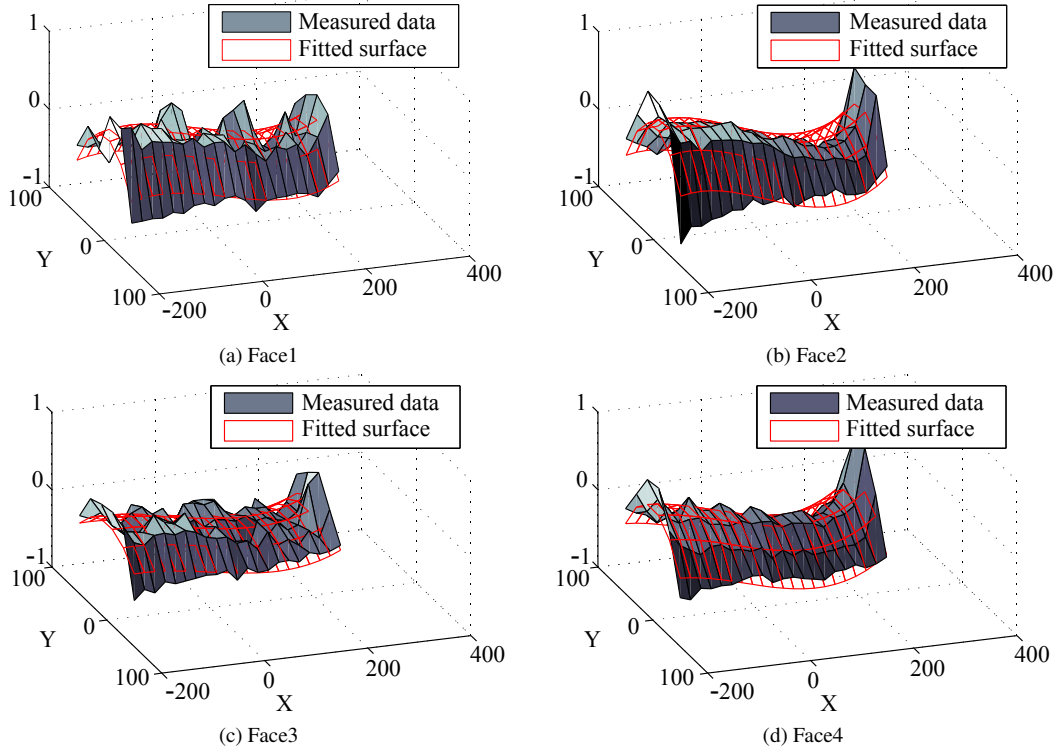 1
0
-1
100
0
100
-200
0
200
400
Y
X
Measured data
Fitted surface
(a) Face1
1
0
-1
100
0
100
-200
0
200
400
Y
X
Measured data
Fitted surface
(b) Face2
1
0
-1
100
0
100
-200
0
200
400
Y
X
Measured data
Fitted surface
(c) Face3
1
0
-1
100
0
100
-200
0
200
400
Y
X
Measured data
Fitted surface
(d) Face4